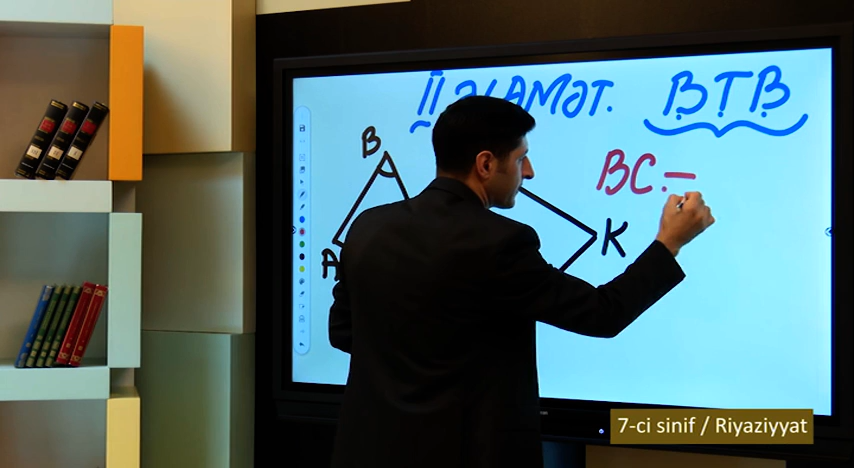 II ƏLAMƏT. BTB
B
BC =
K
A
7-ci sinif / Riyaziyyat